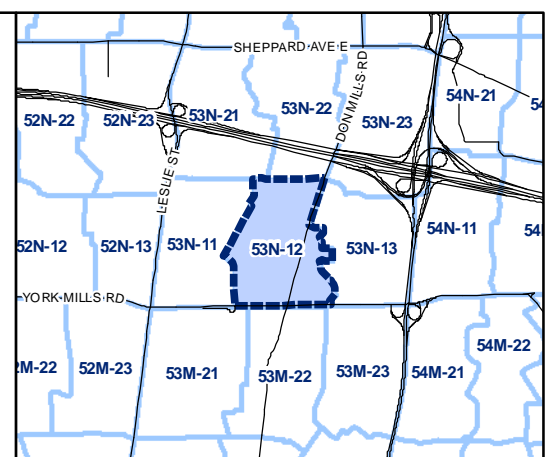 SHEPPARD AVE E
DON MILLS RD
LESLIE ST
YORK MILLS RD
52N-22
52N-23
53N-21
53N-22
53N-23
54N-21
54
52N-12
52N-13
53N-11
53N-12
53N-13
54N-11
54
2M-22
52M-23
53M-21
53M-22
53M-23
54M-21
54M-22